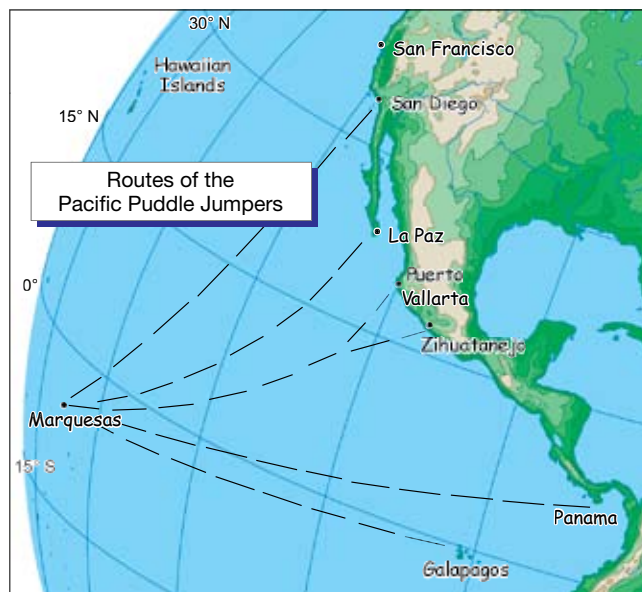 30° N
San Francisco
Hawaiian
Islands
San Diego
15° N
Routes of the
Pacific Puddle Jumpers
La Paz
Puerto
Vallarta
0°
Zihuatanejo
Marquesas
15° S
Panama
Galapagos